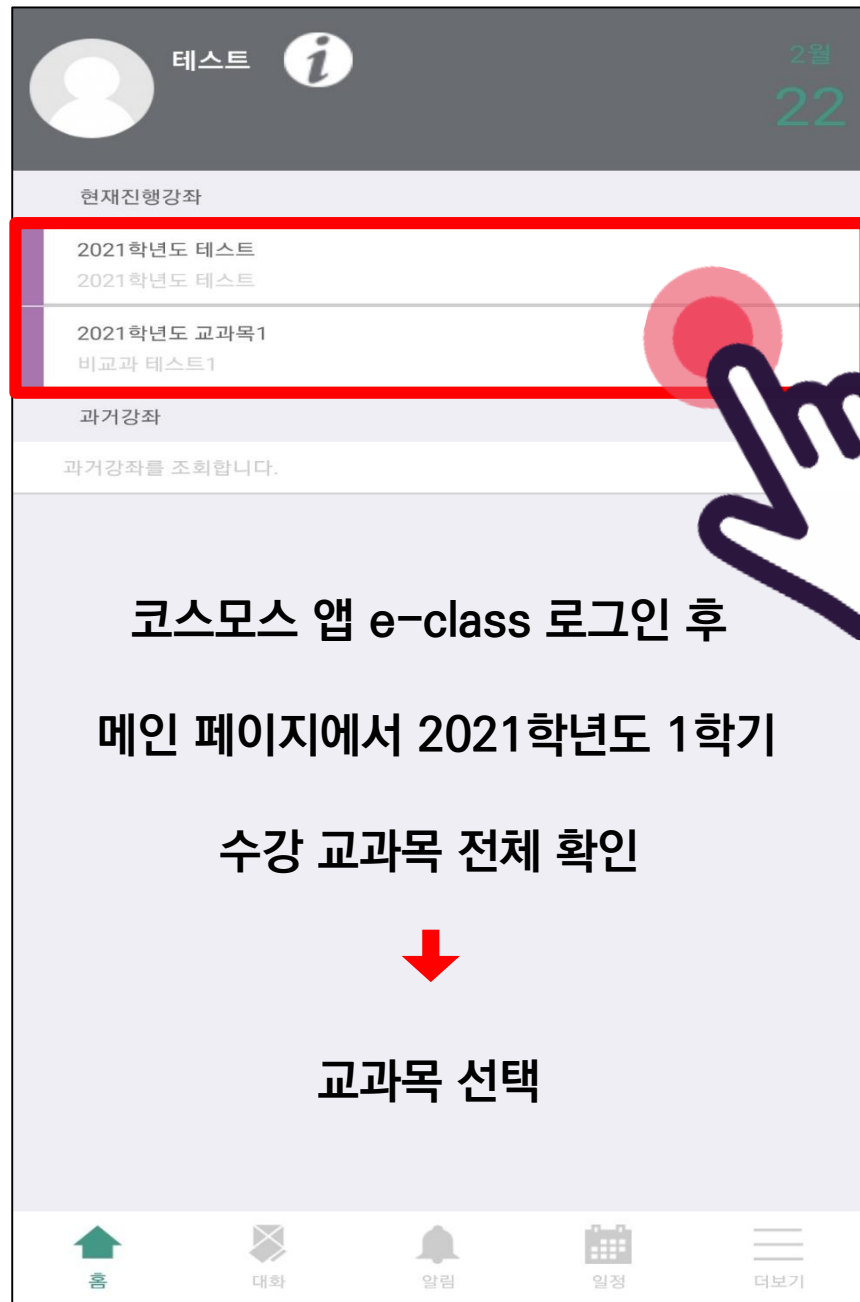 테스트
2월
22
현재진행강좌
2021학년도 테스트
2021학년도 테스트
2021학년도 교과목1
비교과 테스트1
과거강좌
과거강좌를 조회합니다.
코스모스 앱 e-class 로그인 후
메인 페이지에서 2021학년도 1학기
수강 교과목 전체 확인
교과목 선택
홈 대화 알림 일정 더보기